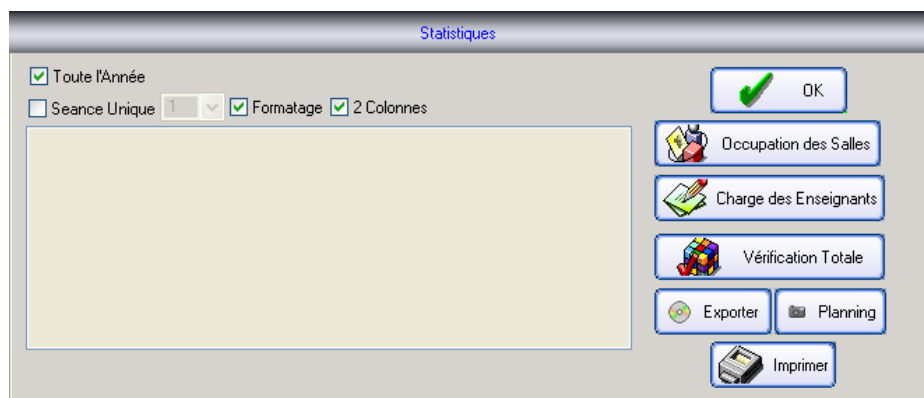 Statistiques
Toute l'Année
Seance Unique 1 Formatage 2 Colonnes
OK
Occupation des Salles
Charge des Enseignants
Vérification Totale
Exporter Planning
Imprimer